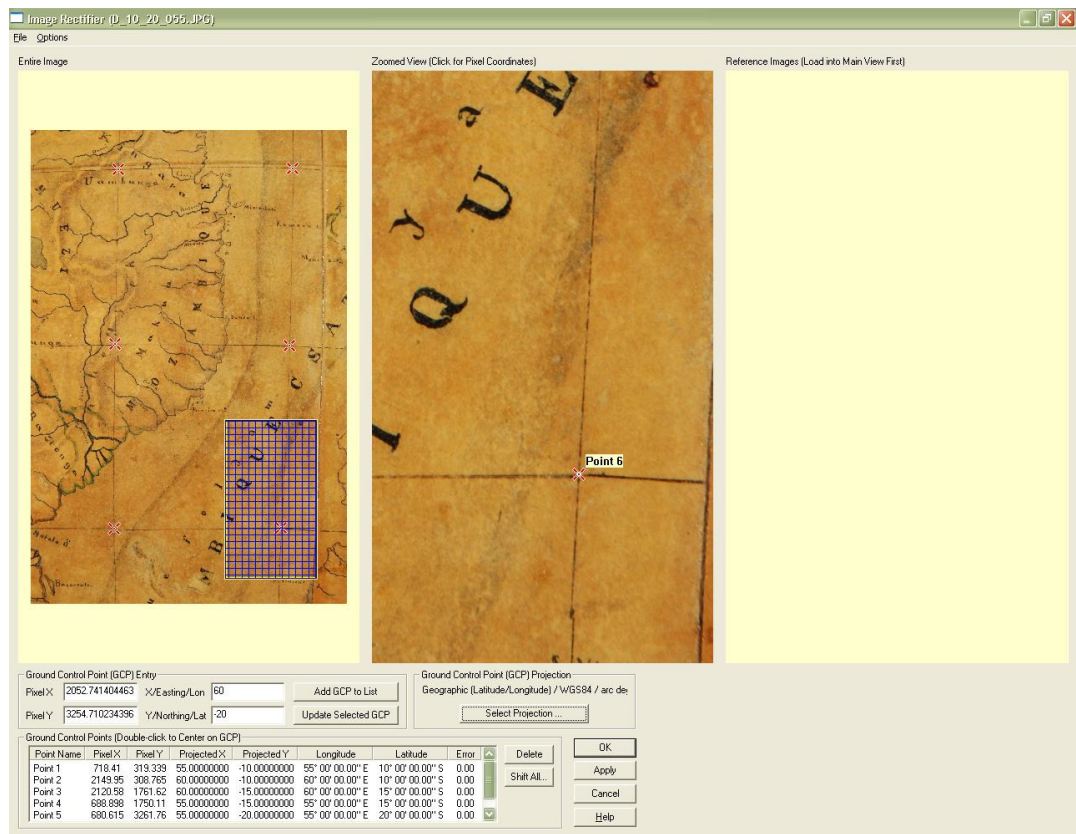 Image Rectifier (D_10_20_055.JPG)
File Options
Entire Image
Zoomed View (Click for Pixel Coordinates)
Reference Images (Load into Main View First)
Point 6
Ground Control Point (GCP) Entry
Pixel X 2052.741404463 X/Easting/Lon 60 Add GCP to List
Pixel Y 3254.710234396 Y/Northing/Lat -20 Update Selected GCP
Ground Control Point (GCP) Projection
Geographic (Latitude/Longitude) / WGS84 / arc de
Select Projection ...
Ground Control Points (Double-click to Center on GCP)
Point Name Pixel X Pixel Y Projected X Projected Y Longitude Latitude Error
Point 1 718.41 319.339 55.00000000 -10.00000000 55° 00' 00.00" E 10° 00' 00.00" S 0.00
Point 2 2149.95 308.765 60.00000000 -10.00000000 60° 00' 00.00" E 10° 00' 00.00" S 0.00
Point 3 2120.58 1761.62 60.00000000 -15.00000000 60° 00' 00.00" E 15° 00' 00.00" S 0.00
Point 4 688.898 1750.11 55.00000000 -15.00000000 55° 00' 00.00" E 15° 00' 00.00" S 0.00
Point 5 680.615 3261.76 55.00000000 -20.00000000 55° 00' 00.00" E 20° 00' 00.00" S 0.00
Delete
Shift All...
OK
Apply
Cancel
Help